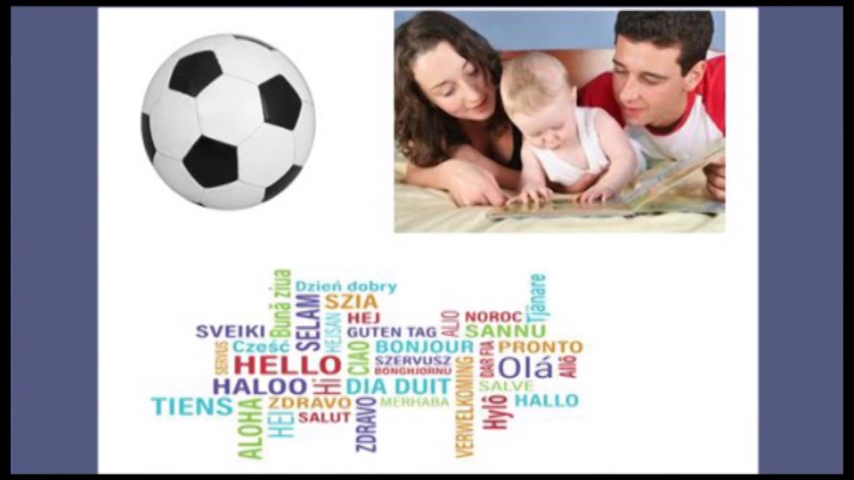 Dzień dobry
Bună ziua
SZIA
SELAM
HEJ
HEJSAN
NOROC
Tjänare
ALIO
SVEIKI
GUTEN TAG
SANNU
SERVUS
Cześć
CIAO
BONJOUR
PRONTO
HELLO
SZERVUSZ
BONGHJORNU
DAR FIA
Olá
Allô
HALOO
Hi
DIA DUIT
VERWELKOMING
SALVE
TIENS
ZDRAVO
MERHABA
Hylô
HALLO
ALOHA
HEI
SALUT
ZDRAVO